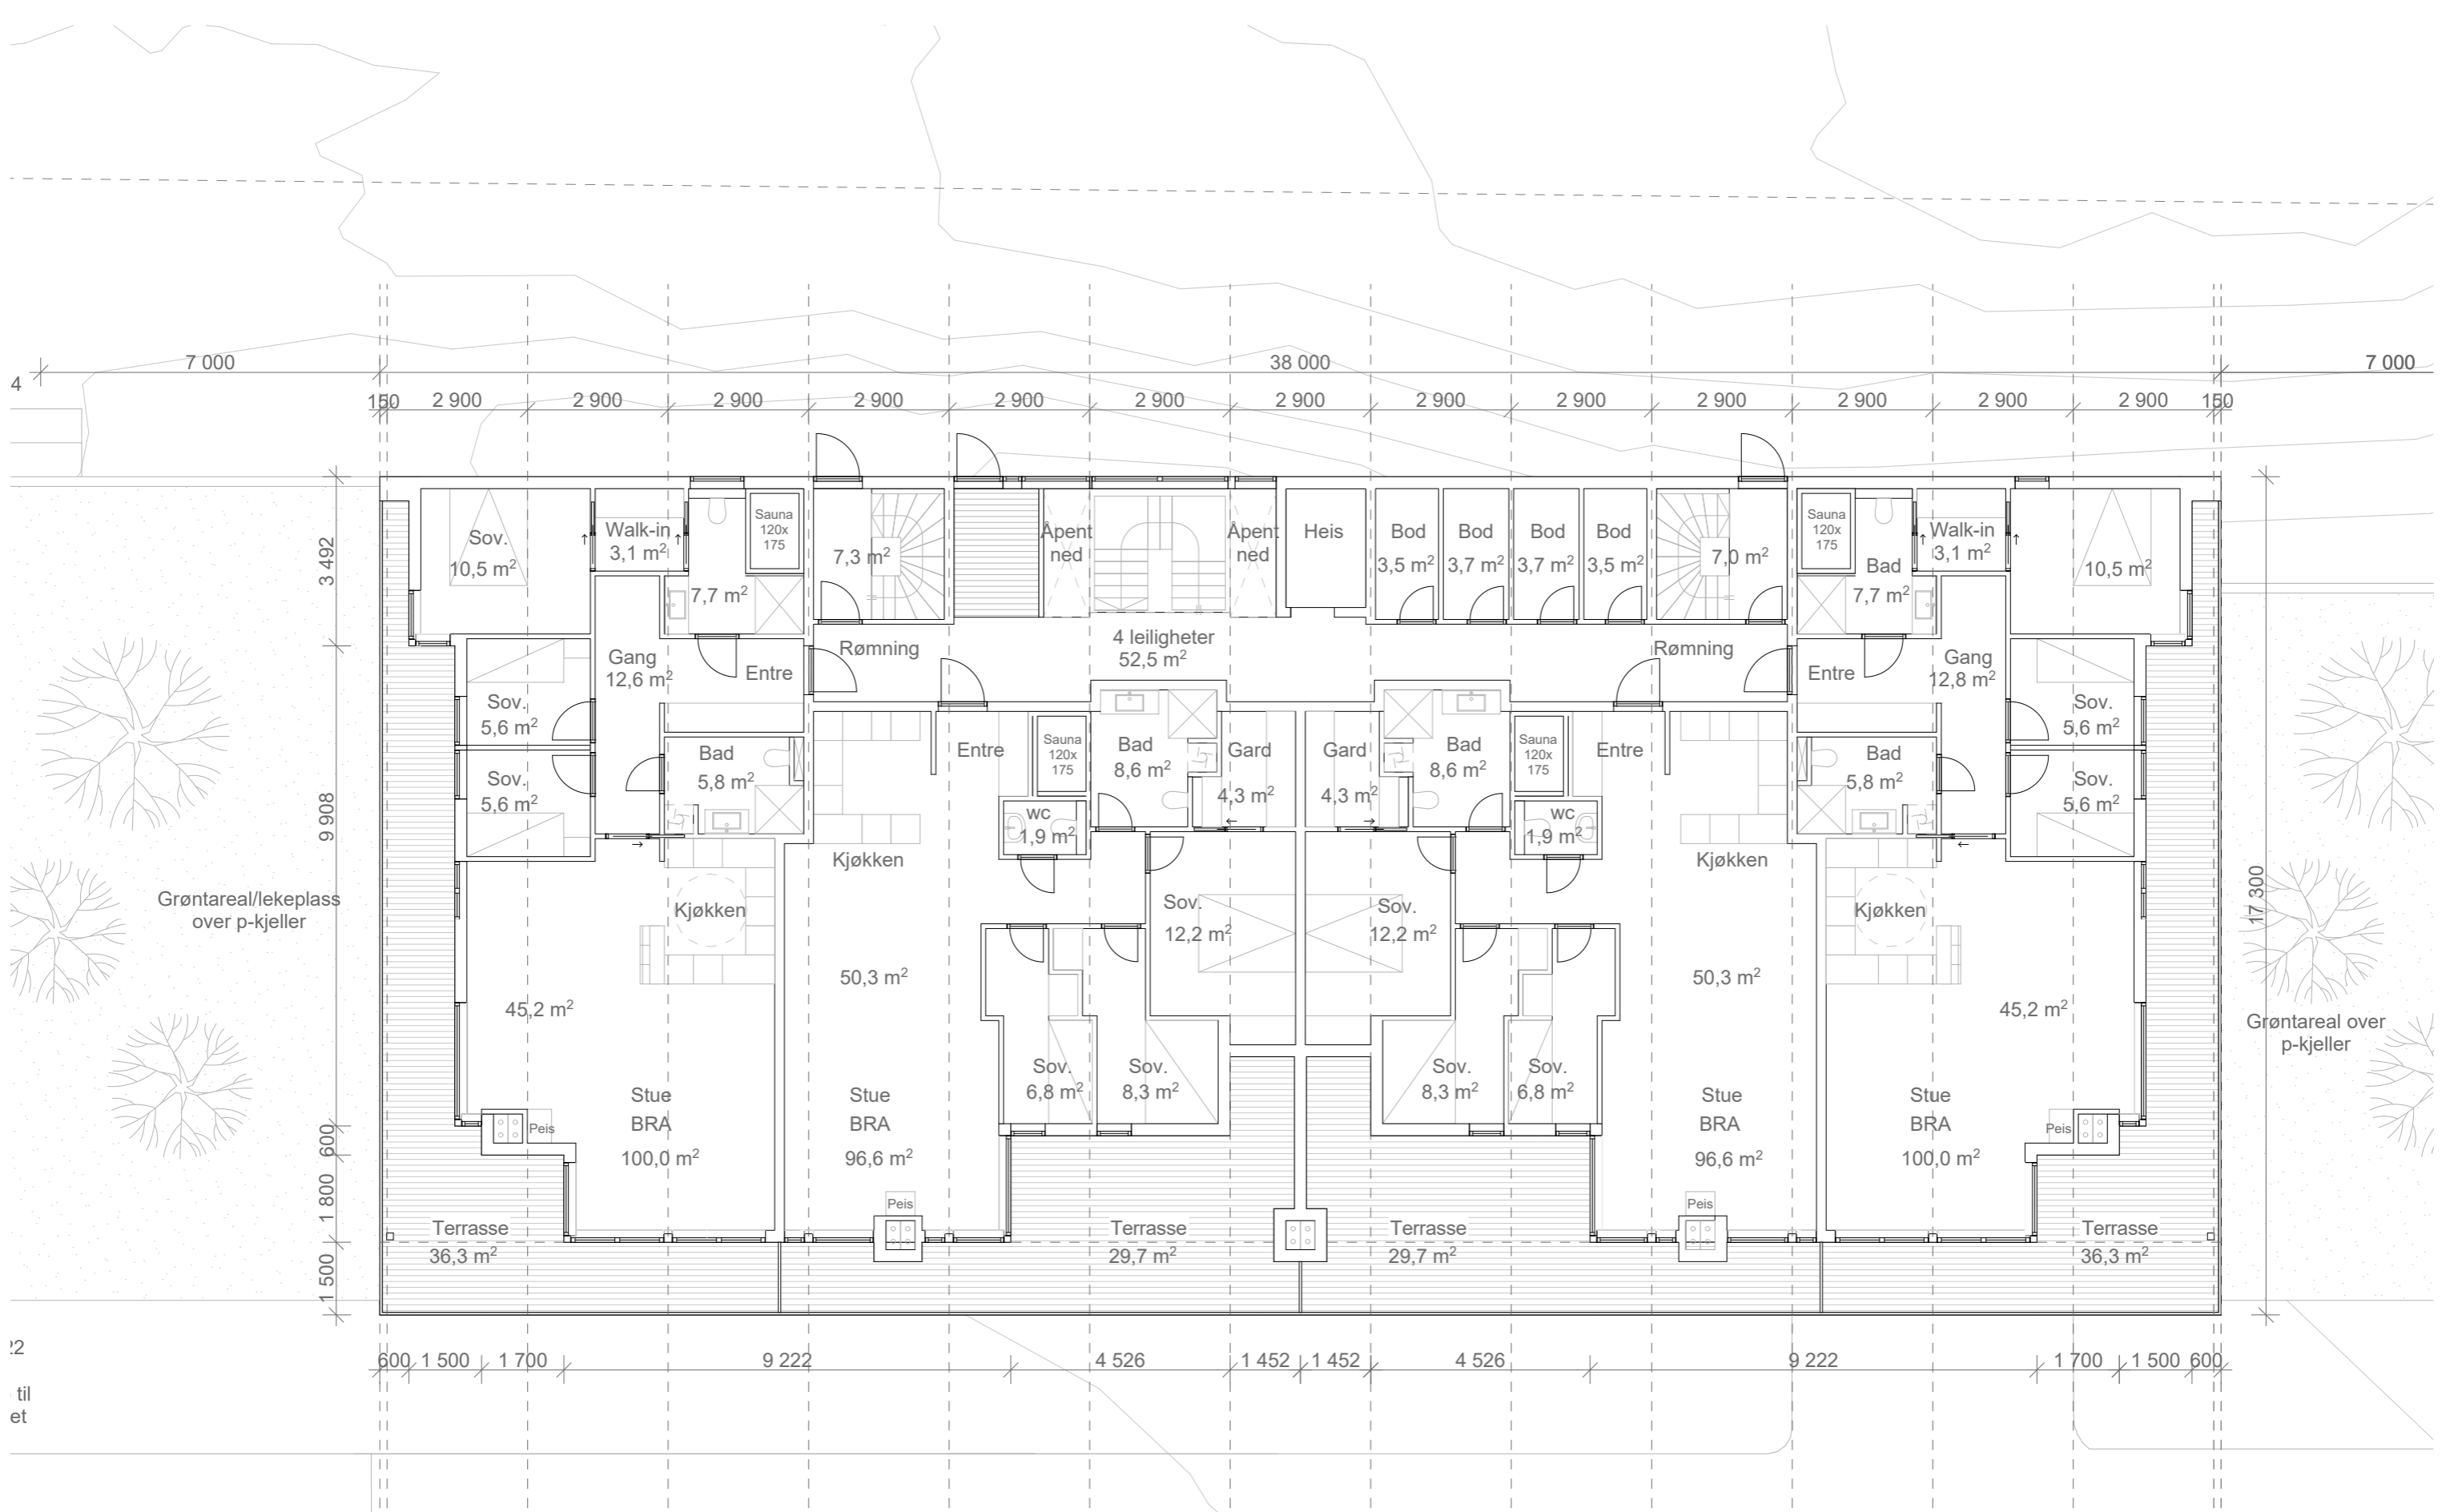 7 000
38 000
7 000
4
150
2 900
2 900
2 900
2 900
2 900
2 900
2 900
2 900
2 900
2 900
2 900
2 900
2 900
150
3 492
9 908
600
1 800
1 500
17 300
Sov.
10,5 m²
Walk-in
3,1 m²
7,7 m²
Sauna
120x
175
7,3 m²
Åpent
ned
Åpent
ned
Heis
Bod
3,5 m²
Bod
3,7 m²
Bod
3,7 m²
Bod
3,5 m²
7,0 m²
Sauna
120x
175
Bad
7,7 m²
Walk-in
3,1 m²
10,5 m²
Gang
12,6 m²
Entre
Rømning
4 leiligheter
52,5 m²
Rømning
Entre
Gang
12,8 m²
Sov.
5,6 m²
Sov.
5,6 m²
Bad
5,8 m²
Entre
Sauna
120x
175
Bad
8,6 m²
Gard
4,3 m²
Gard
4,3 m²
Bad
8,6 m²
Sauna
120x
175
Entre
Bad
5,8 m²
Sov.
5,6 m²
Sov.
5,6 m²
wc
1,9 m²
wc
1,9 m²
Kjøkken
Kjøkken
Kjøkken
Kjøkken
Grøntareal/lekeplass
over p-kjeller
Sov.
12,2 m²
Sov.
12,2 m²
45,2 m²
50,3 m²
50,3 m²
45,2 m²
Grøntareal over
p-kjeller
Sov.
6,8 m²
Sov.
8,3 m²
Sov.
8,3 m²
Sov.
6,8 m²
Peis
Stue
BRA
100,0 m²
Stue
BRA
96,6 m²
Stue
BRA
96,6 m²
Stue
BRA
100,0 m²
Peis
Peis
Peis
Terrasse
36,3 m²
Terrasse
29,7 m²
Terrasse
29,7 m²
Terrasse
36,3 m²
22
til
et
600
1 500
1 700
9 222
4 526
1 452
1 452
4 526
9 222
1 700
1 500
600